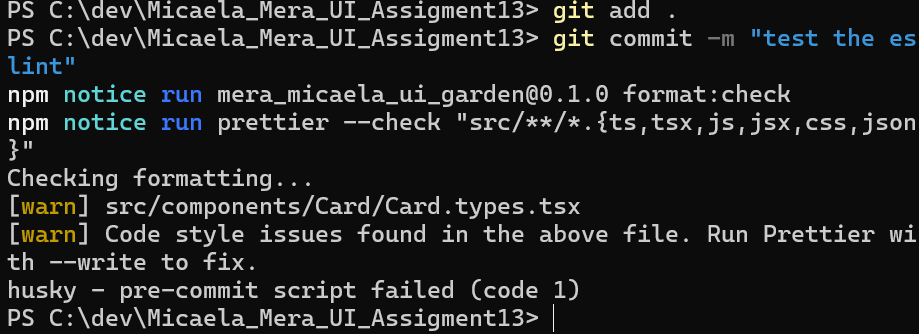 PS C:\dev\Micaela_Mera_UI_Assigment13> git add .
PS C:\dev\Micaela_Mera_UI_Assigment13> git commit -m "test the es
lint"
npm notice run mera_micaela_ui_garden@0.1.0 format:check
npm notice run prettier --check "src/**/*.{ts,tsx,js,jsx,css,json
}"
Checking formatting...
[warn] src/components/Card/Card.types.tsx
[warn] Code style issues found in the above file. Run Prettier wi
th --write to fix.
husky - pre-commit script failed (code 1)
PS C:\dev\Micaela_Mera_UI_Assigment13>